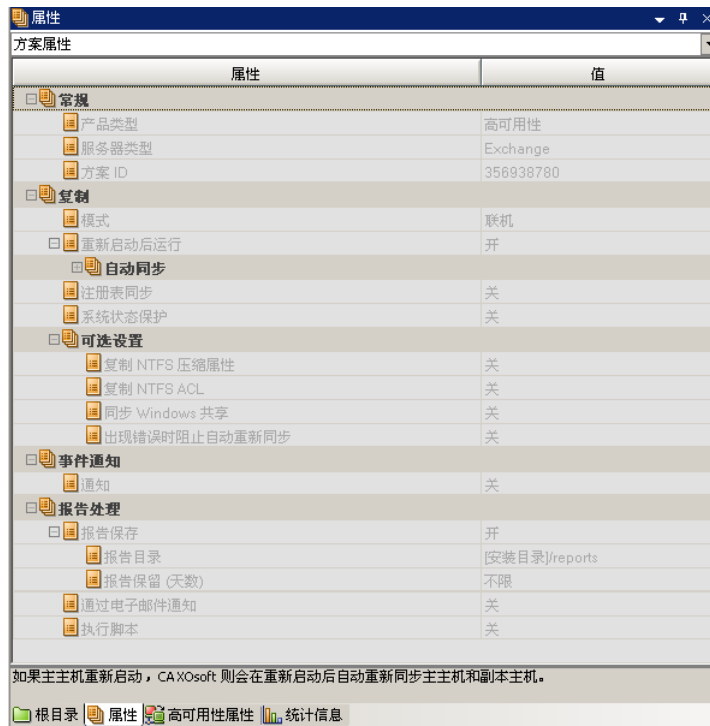 属性
方案属性
属性 值
常规
产品类型 高可用性
服务器类型 Exchange
方案 ID 356938780
复制
模式 联机
重新启动后运行 开
自动同步
注册表同步 关
系统状态保护 关
可选设置
复制 NTFS 压缩属性 关
复制 NTFS ACL 关
同步 Windows 共享 关
出现错误时阻止自动重新同步 关
事件通知
通知 关
报告处理
报告保存 开
报告目录 [安装目录]/reports
报告保留 (天数) 不限
通过电子邮件通知 关
执行脚本 关
如果主主机重新启动，CA XOsoft 则会在重新启动后自动重新同步主主机和副本主机。
根目录 属性 高可用性属性 统计信息